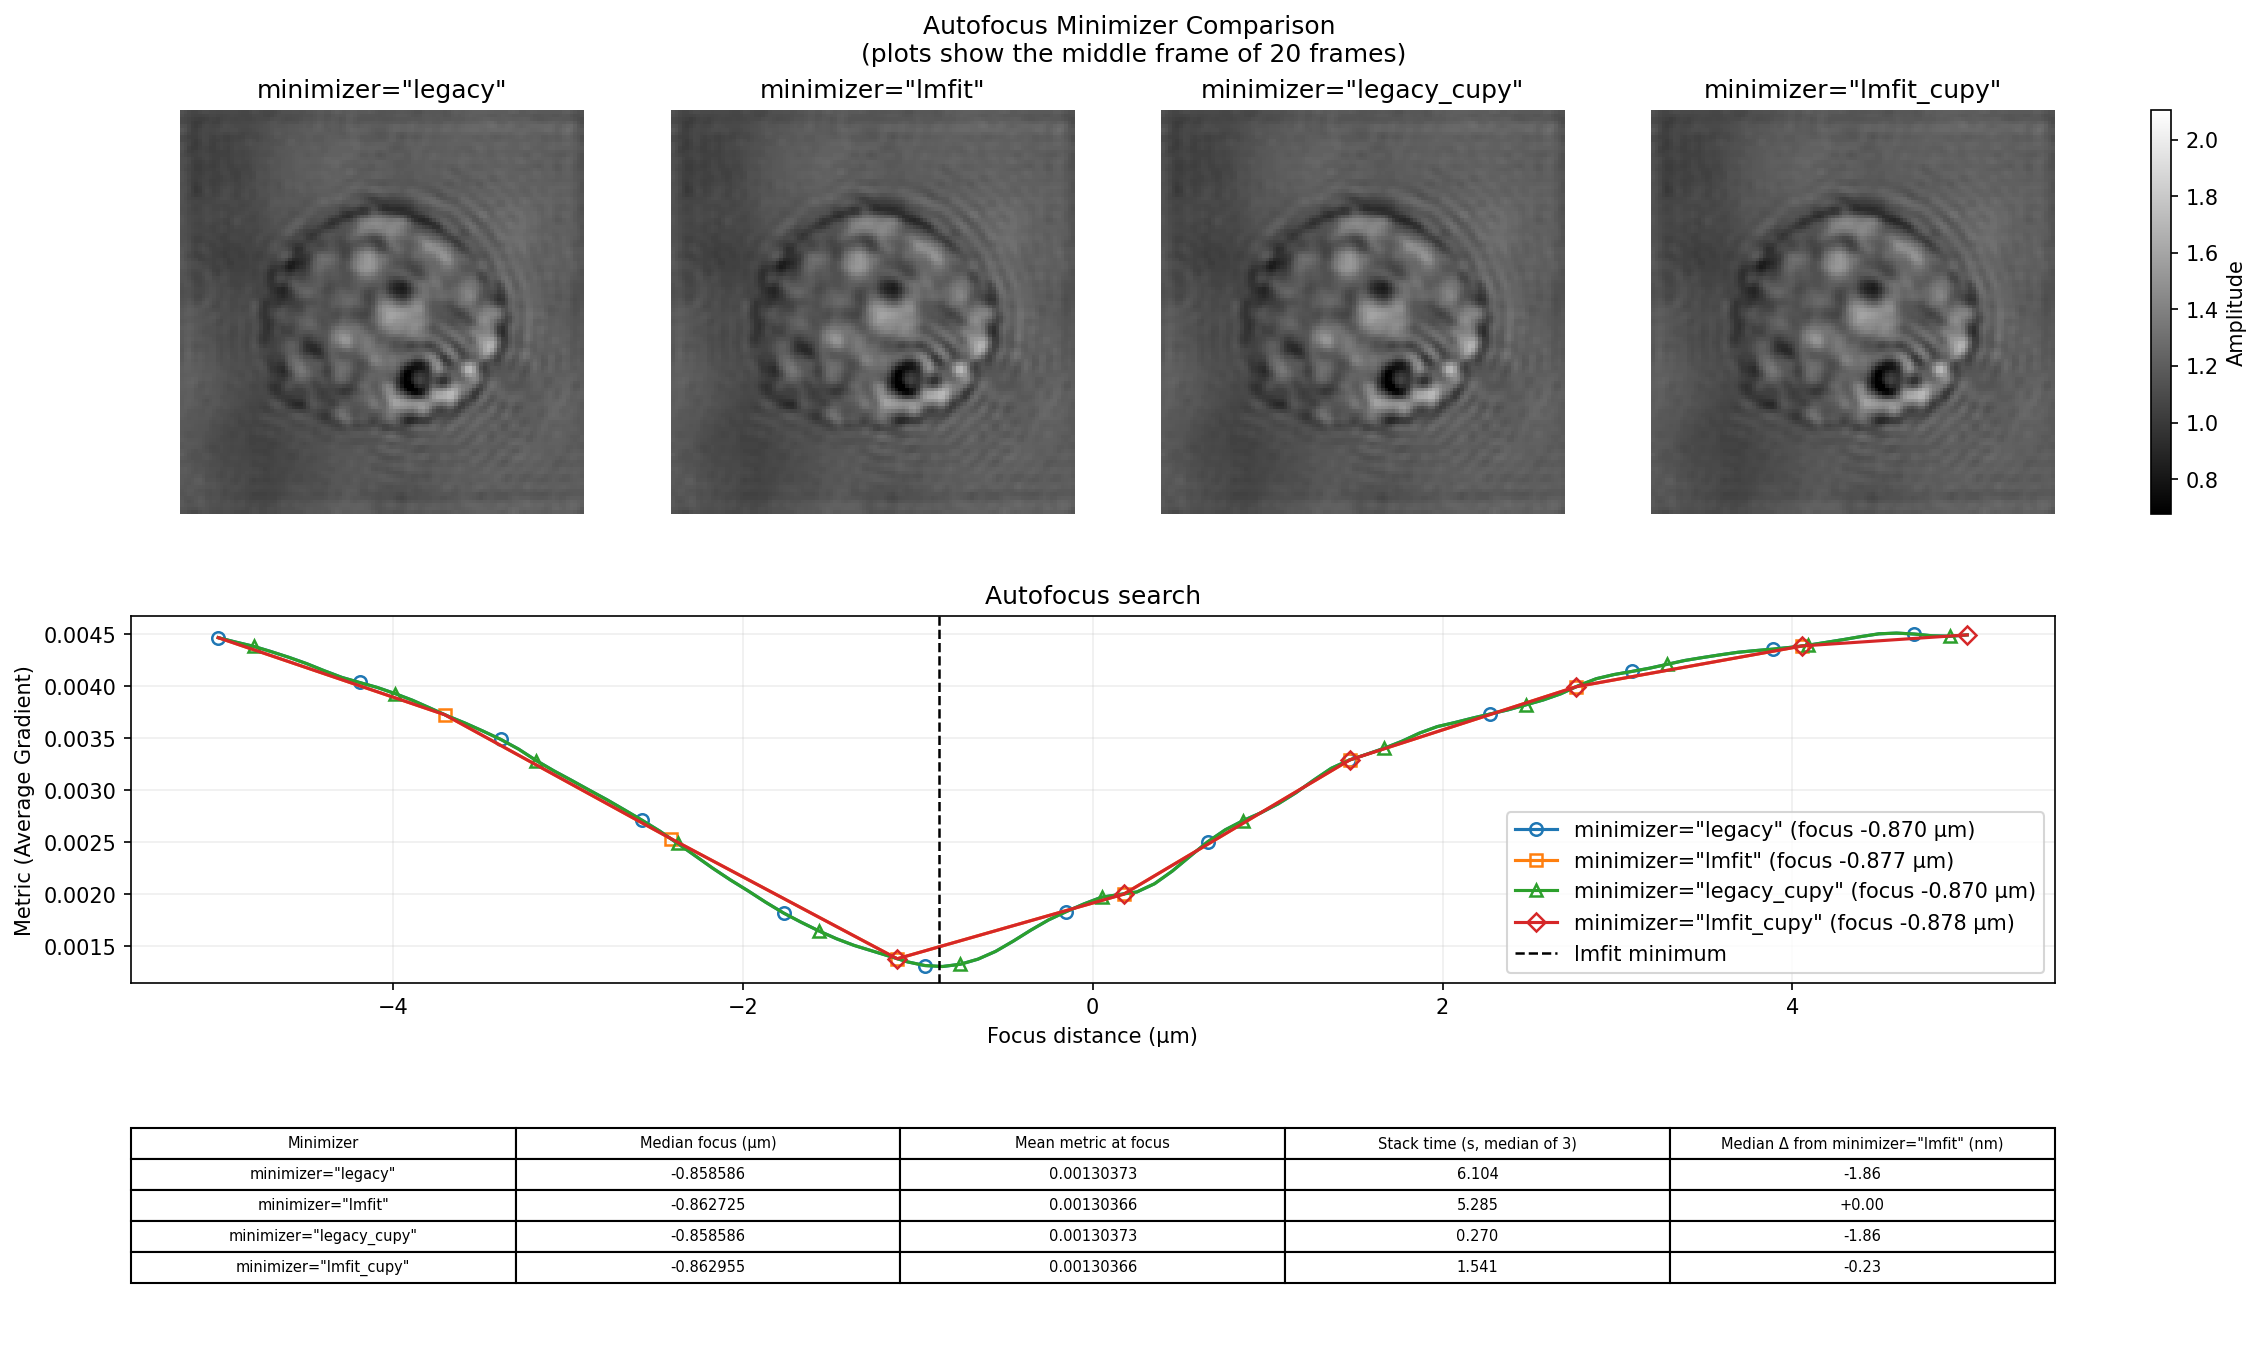 Autofocus Minimizer Comparison
(plots show the middle frame of 20 frames)
minimizer="legacy"
minimizer="lmfit"
minimizer="legacy_cupy"
minimizer="lmfit_cupy"
2.0
1.8
1.6
1.4
1.2
1.0
0.8
Amplitude
Autofocus search
Metric (Average Gradient)
0.0045
0.0040
0.0035
0.0030
0.0025
0.0020
0.0015
minimizer="legacy" (focus -0.870 μm)
minimizer="lmfit" (focus -0.877 μm)
minimizer="legacy_cupy" (focus -0.870 μm)
minimizer="lmfit_cupy" (focus -0.878 μm)
lmfit minimum
−4 −2 0 2 4
Focus distance (μm)
Minimizer Median focus (μm) Mean metric at focus Stack time (s, median of 3) Median Δ from minimizer="lmfit" (nm)
minimizer="legacy" -0.858586 0.00130373 6.104 -1.86
minimizer="lmfit" -0.862725 0.00130366 5.285 +0.00
minimizer="legacy_cupy" -0.858586 0.00130373 0.270 -1.86
minimizer="lmfit_cupy" -0.862955 0.00130366 1.541 -0.23